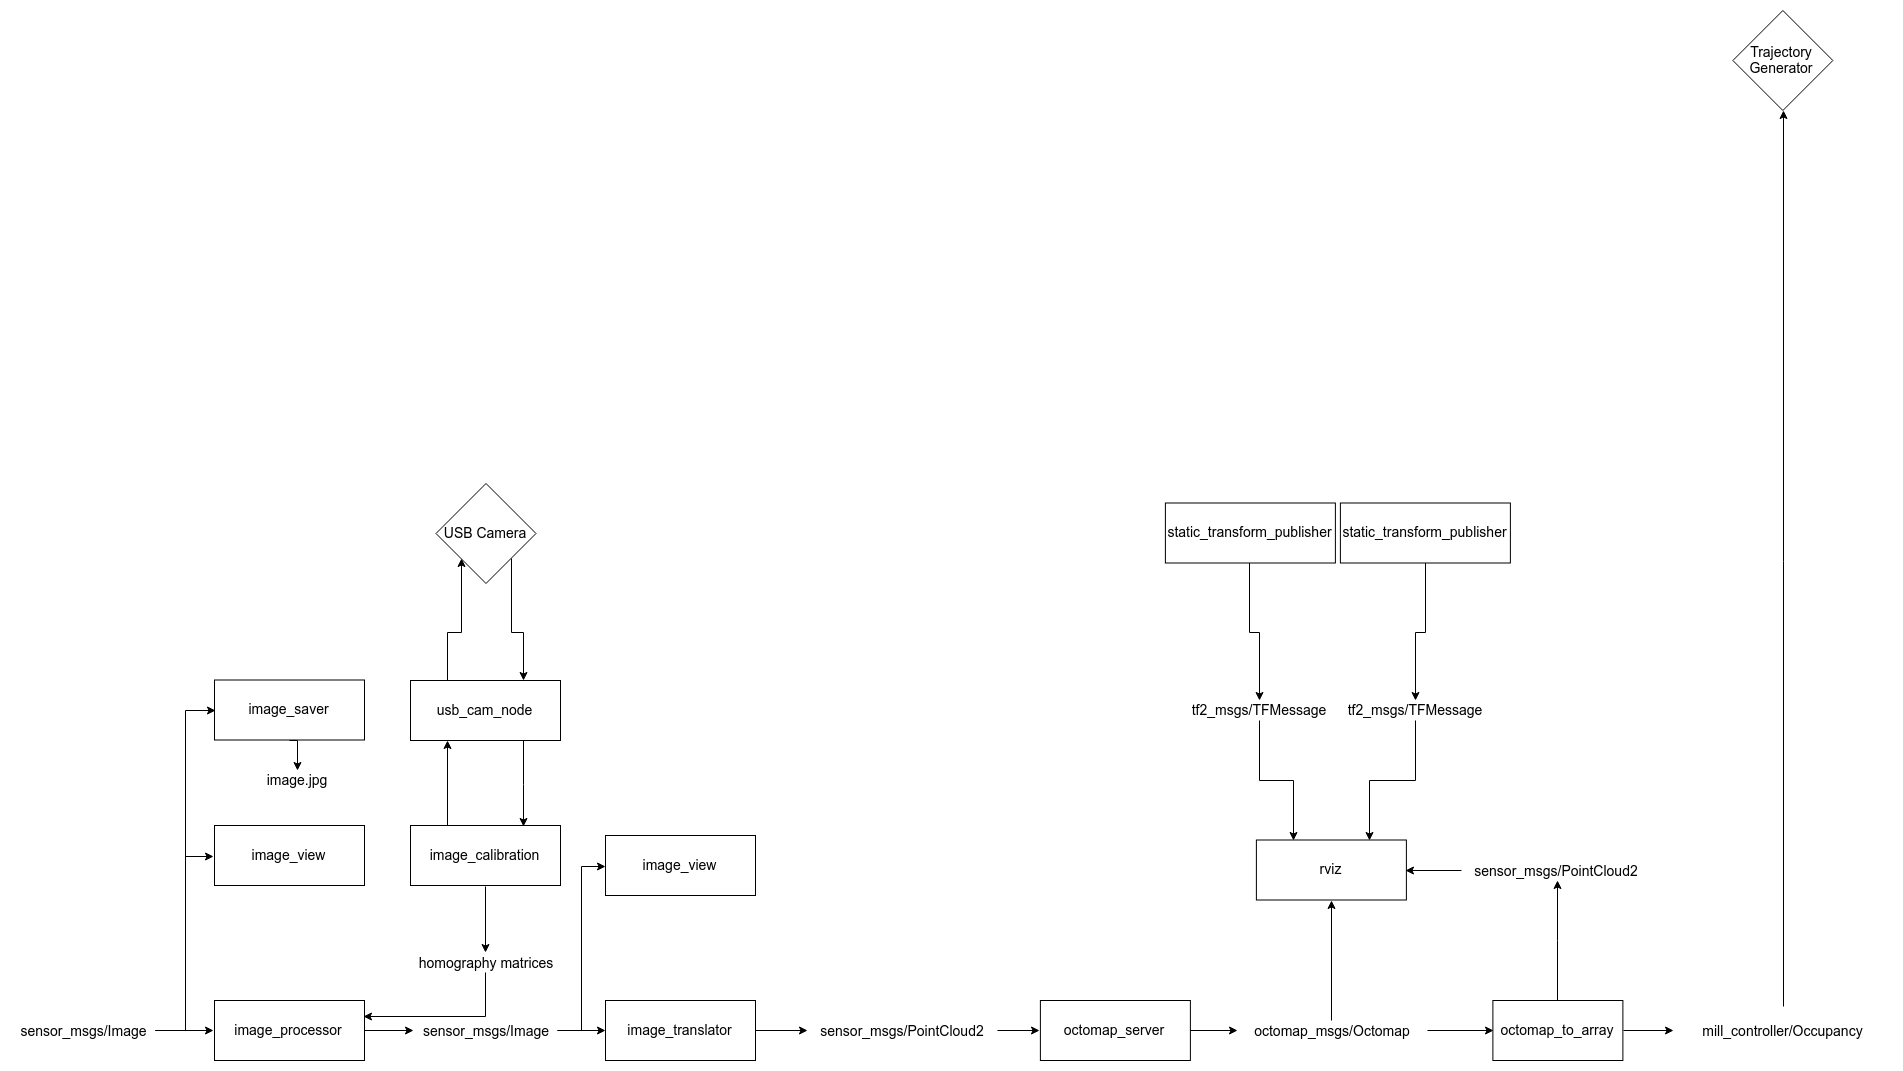 Trajectory
Generator
USB Camera
static_transform_publisher
static_transform_publisher
image_saver
usb_cam_node
tf2_msgs/TFMessage
tf2_msgs/TFMessage
image.jpg
image_view
image_calibration
image_view
rviz
sensor_msgs/PointCloud2
homography matrices
sensor_msgs/Image
image_processor
sensor_msgs/Image
image_translator
sensor_msgs/PointCloud2
octomap_server
octomap_msgs/Octomap
octomap_to_array
mill_controller/Occupancy